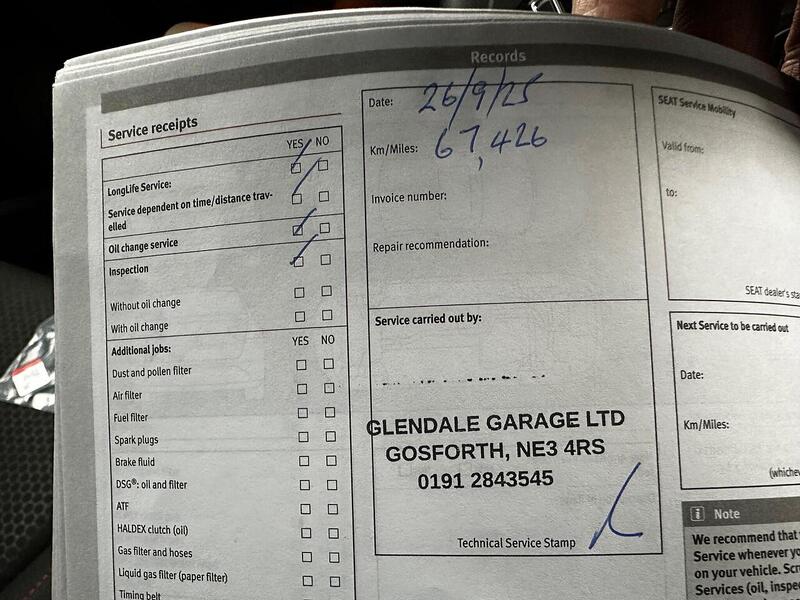 Records
Service receipts
YES NO
LongLife Service:
Service dependent on time/distance trav-
elled
Oil change service
Inspection
Without oil change
With oil change
Additional jobs: YES NO
Dust and pollen filter
Air filter
Fuel filter
Spark plugs
Brake fluid
DSG®: oil and filter
ATF
HALDEX clutch (oil)
Gas filter and hoses
Liquid gas filter (paper filter)
Timing belt
Date: 26/9/25
Km/Miles: 67,426
Invoice number:
Repair recommendation:
Service carried out by:
GLENDALE GARAGE LTD
GOSFORTH, NE3 4RS
0191 2843545
Technical Service Stamp
SEAT Service Mobility
Valid from:
to:
SEAT dealer's sta
Next Service to be carried out
Date:
Km/Miles:
(whicheve
i Note
We recommend that
Service whenever yo
on your vehicle. Scr
Services (oil, inspe